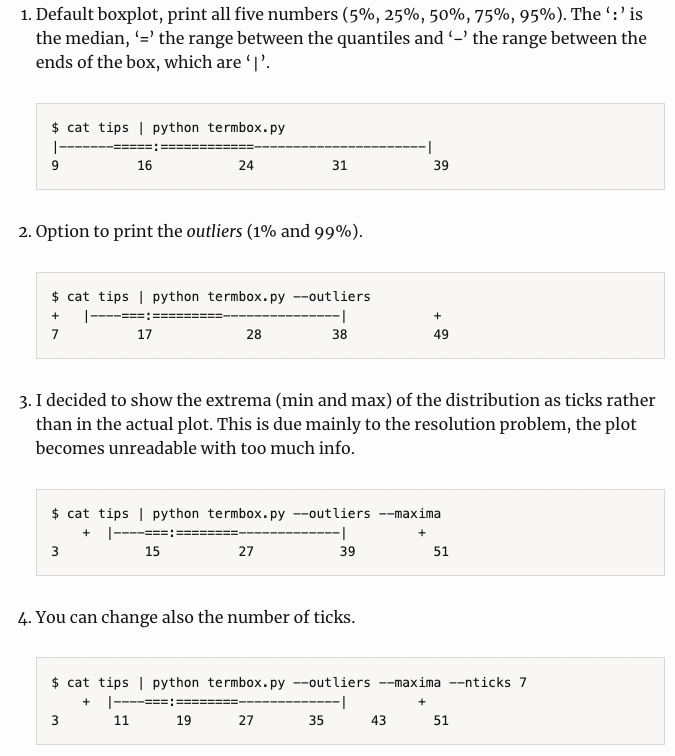 1. Default boxplot, print all five numbers (5%, 25%, 50%, 75%, 95%). The ‘:’ is
the median, ‘=’ the range between the quantiles and ‘-’ the range between the
ends of the box, which are ‘|’.
$ cat tips | python termbox.py
|-------=====:============----------------------|
9          16           24          31           39
2. Option to print the outliers (1% and 99%).
$ cat tips | python termbox.py --outliers
+   |----===:=========---------------|           +
7          17            28         38           49
3. I decided to show the extrema (min and max) of the distribution as ticks rather
than in the actual plot. This is due mainly to the resolution problem, the plot
becomes unreadable with too much info.
$ cat tips | python termbox.py --outliers --maxima
    +  |----===:========-------------|         +
3           15          27           39          51
4. You can change also the number of ticks.
$ cat tips | python termbox.py --outliers --maxima --nticks 7
    +  |----===:========-------------|         +
3       11      19      27       35      43      51